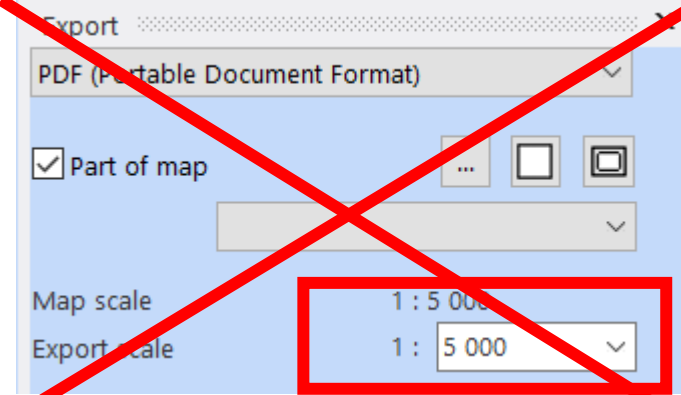 Export
PDF (Portable Document Format)
Part of map
...
Map scale 1 : 5 000
Export scale 1 : 5 000